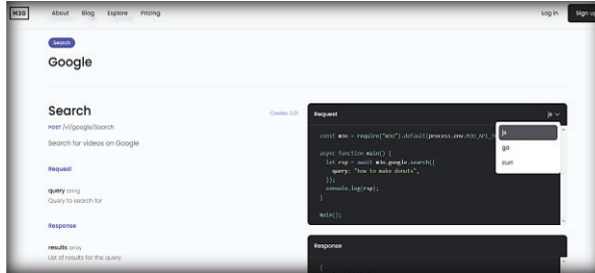 M3O
About Blog Explore Pricing
Log in
Sign up
Search
Google
Search
Credits 0.01
POST /v1/google/Search
Search for videos on Google
Request
query string
Query to search for
Response
results array
List of results for the query
Request
js
const m3o = require("m3o").default(process.env.M3O_API_
async function main() {
let rsp = await m3o.google.search({
query: "how to make donuts",
});
console.log(rsp);
}
main();
js
go
curl
Response
{